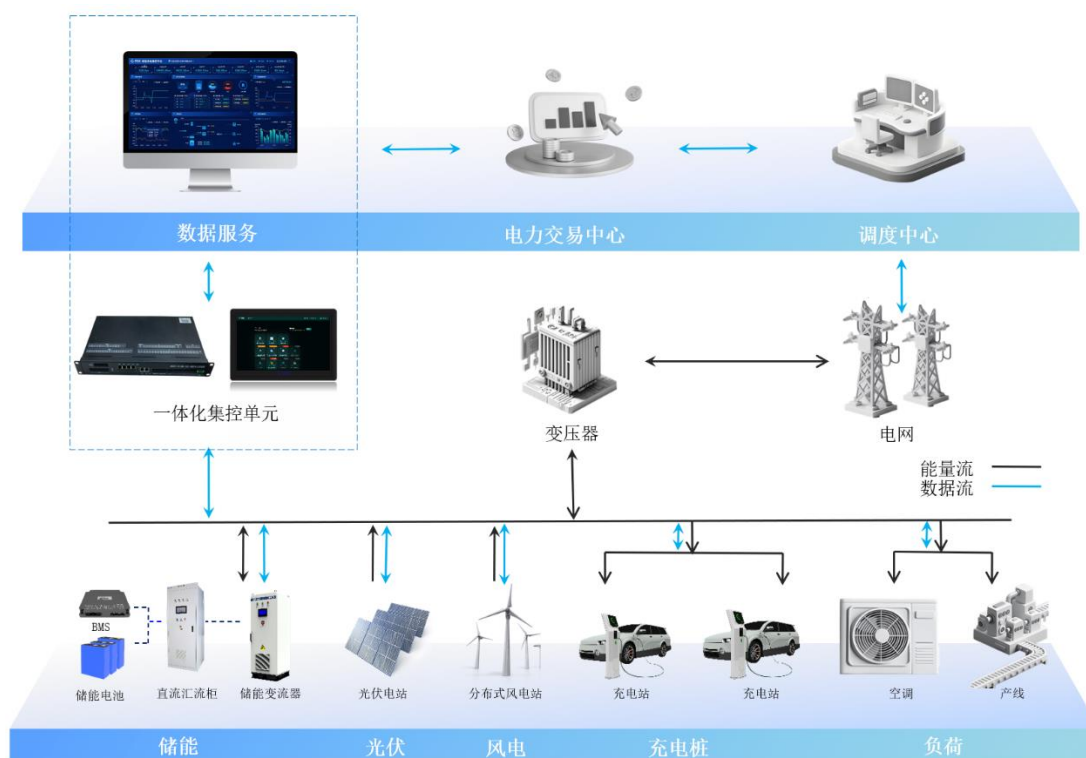 数据服务
电力交易中心
调度中心
一体化集控单元
变压器
电网
能量流
数据流
BMS
储能电池
直流汇流柜
储能变流器
光伏电站
分布式风电站
充电站
充电站
空调
产线
储能
光伏
风电
充电桩
负荷